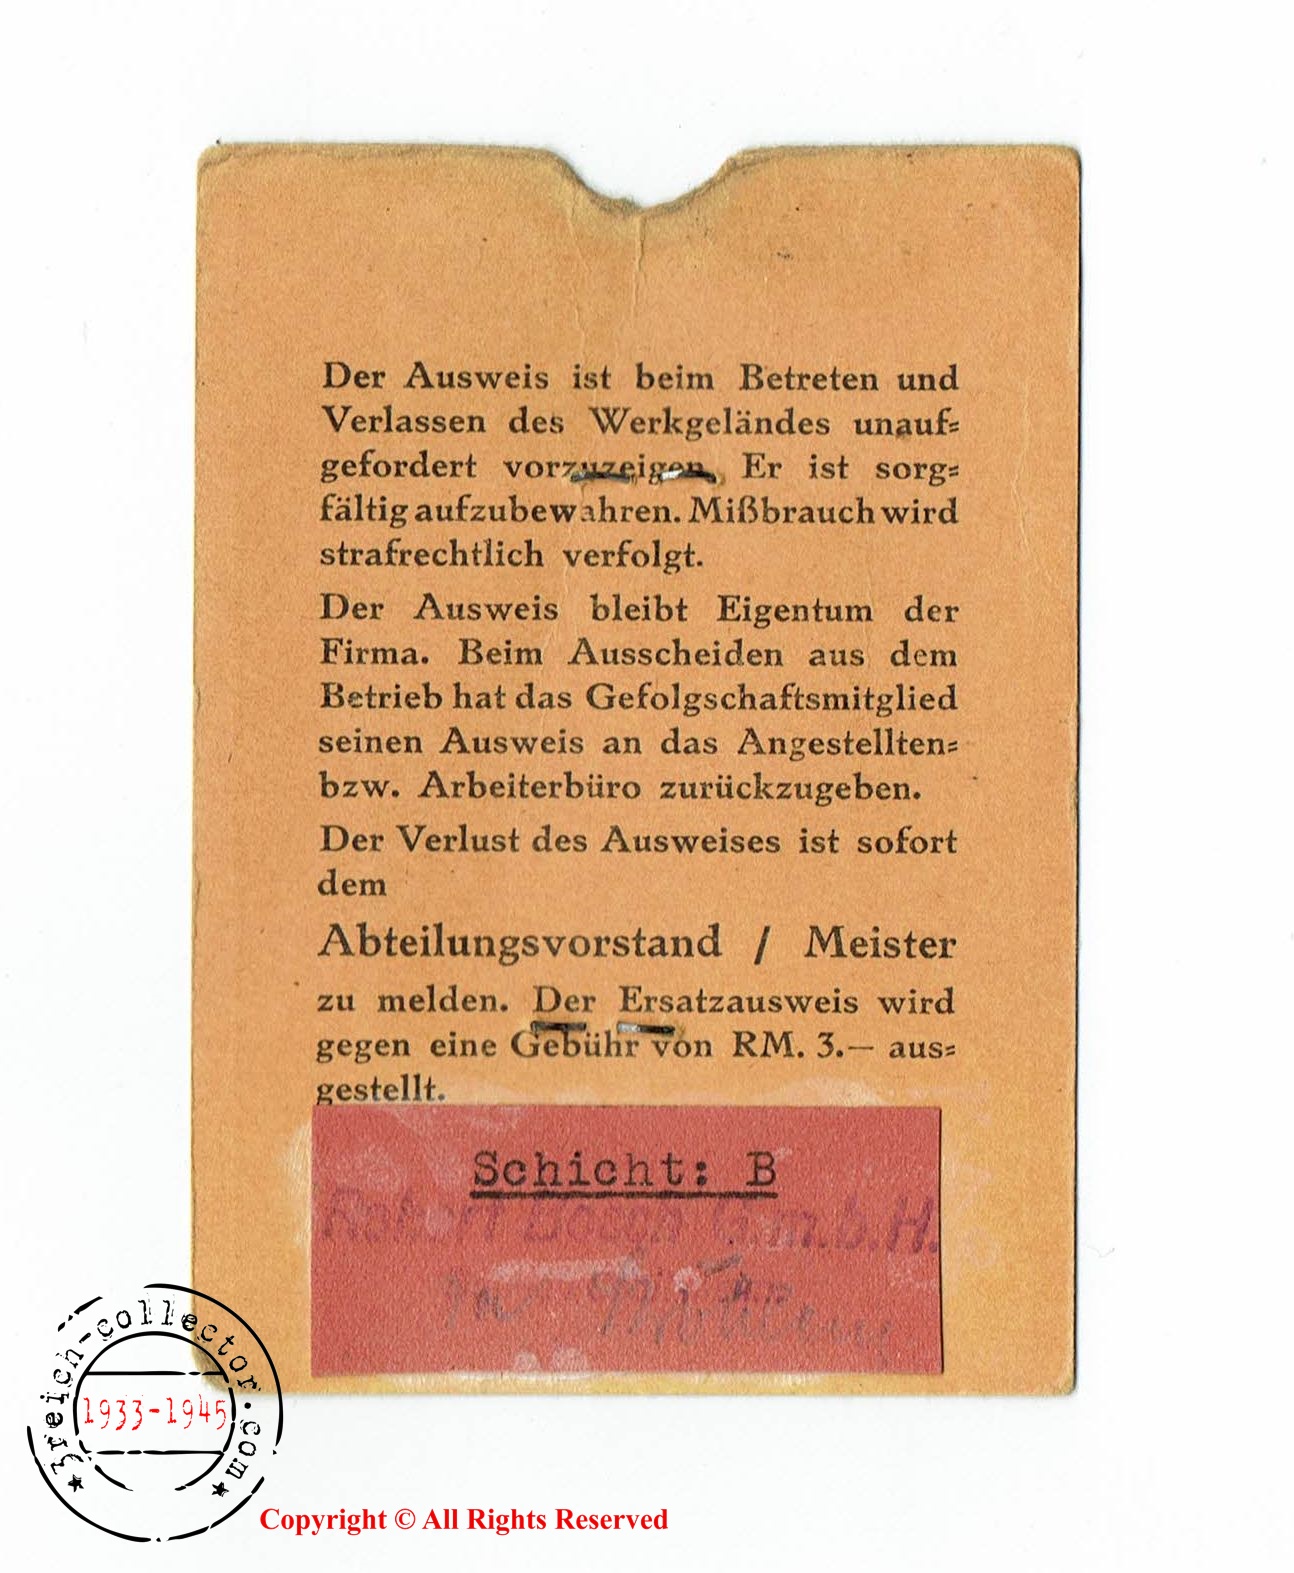 Der Ausweis ist beim Betreten und
Verlassen des Werkgeländes unauf=
gefordert vorzuzeigen. Er ist sorg=
fältig aufzubewahren. Mißbrauch wird
strafrechtlich verfolgt.
Der Ausweis bleibt Eigentum der
Firma. Beim Ausscheiden aus dem
Betrieb hat das Gefolgschaftsmitglied
seinen Ausweis an das Angestellten=
bzw. Arbeiterbüro zurückzugeben.
Der Verlust des Ausweises ist sofort
dem
Abteilungsvorstand / Meister
zu melden. Der Ersatzausweis wird
gegen eine Gebühr von RM. 3.— aus=
gestellt.
Schicht: B
Robert Bosch G.m.b.H.
3reich-collector.com
1933-1945
Copyright © All Rights Reserved